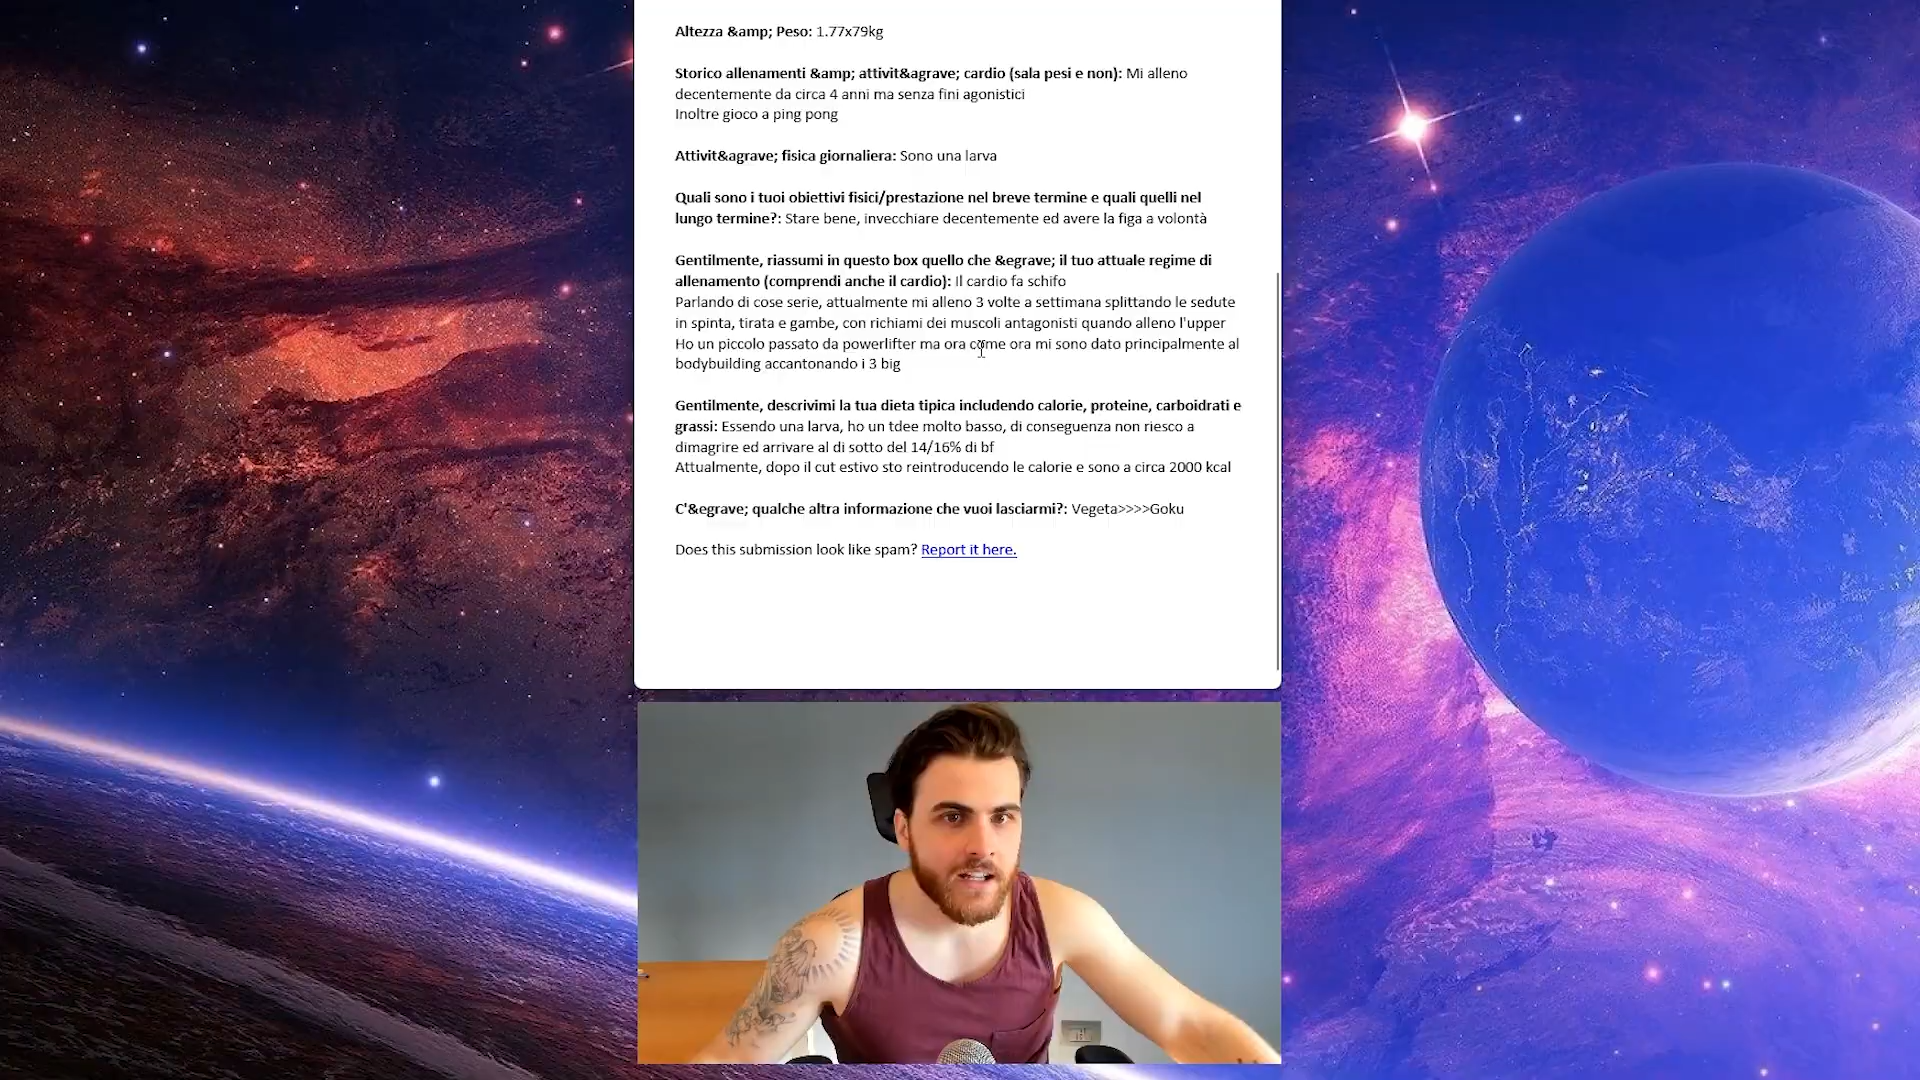 Altezza &amp; Peso: 1.77x79kg
Storico allenamenti &amp; attivit&agrave; cardio (sala pesi e non): Mi alleno
decentemente da circa 4 anni ma senza fini agonistici
Inoltre gioco a ping pong
Attivit&agrave; fisica giornaliera: Sono una larva
Quali sono i tuoi obiettivi fisici/prestazione nel breve termine e quali quelli nel
lungo termine?: Stare bene, invecchiare decentemente ed avere la figa a volontà
Gentilmente, riassumi in questo box quello che &egrave; il tuo attuale regime di
allenamento (comprendi anche il cardio): Il cardio fa schifo
Parlando di cose serie, attualmente mi alleno 3 volte a settimana splittando le sedute
in spinta, tirata e gambe, con richiami dei muscoli antagonisti quando alleno l'upper
Ho un piccolo passato da powerlifter ma ora come ora mi sono dato principalmente al
bodybuilding accantonando i 3 big
Gentilmente, descrivimi la tua dieta tipica includendo calorie, proteine, carboidrati e
grassi: Essendo una larva, ho un tdee molto basso, di conseguenza non riesco a
dimagrire ed arrivare al di sotto del 14/16% di bf
Attualmente, dopo il cut estivo sto reintroducendo le calorie e sono a circa 2000 kcal
C'&egrave; qualche altra informazione che vuoi lasciarmi?: Vegeta>>>>Goku
Does this submission look like spam? Report it here.